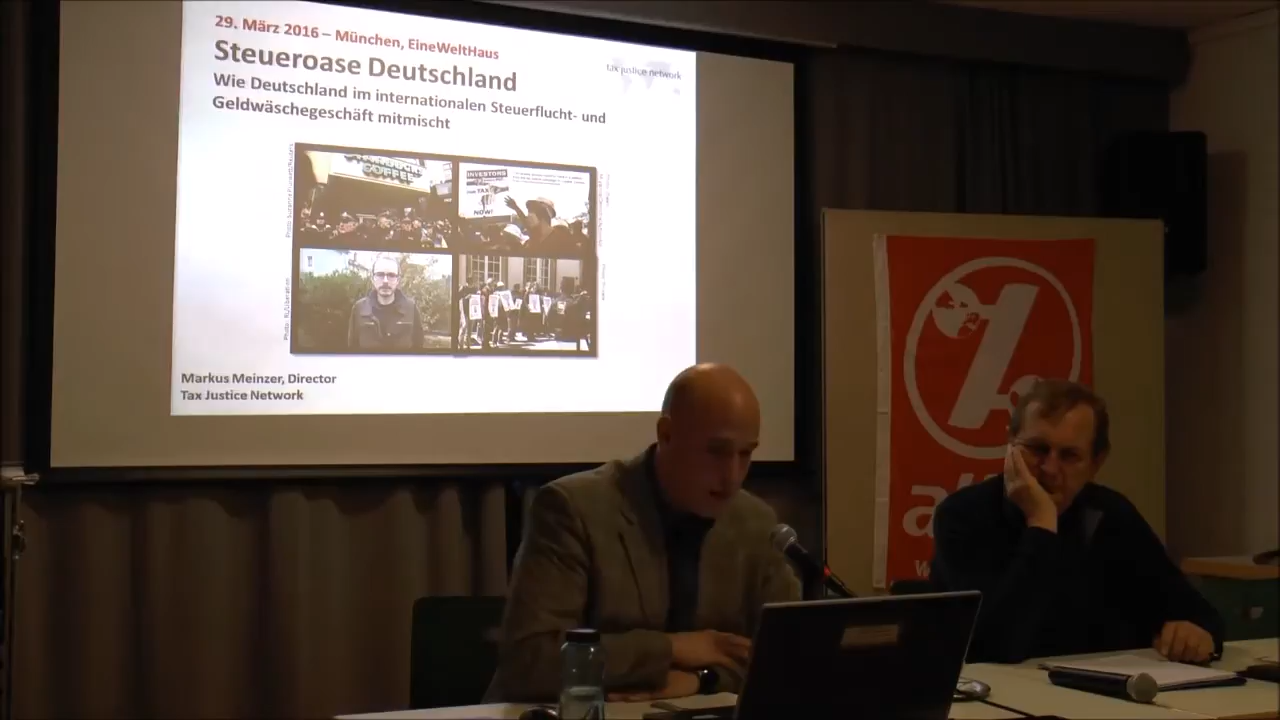 29. März 2016 – München, EineWeltHaus
Steueroase Deutschland
tax justice network
Wie Deutschland im internationalen Steuerflucht- und
Geldwäschegeschäft mitmischt
COFFEE
INVESTORS
TAX
NOW!
Markus Meinzer, Director
Tax Justice Network